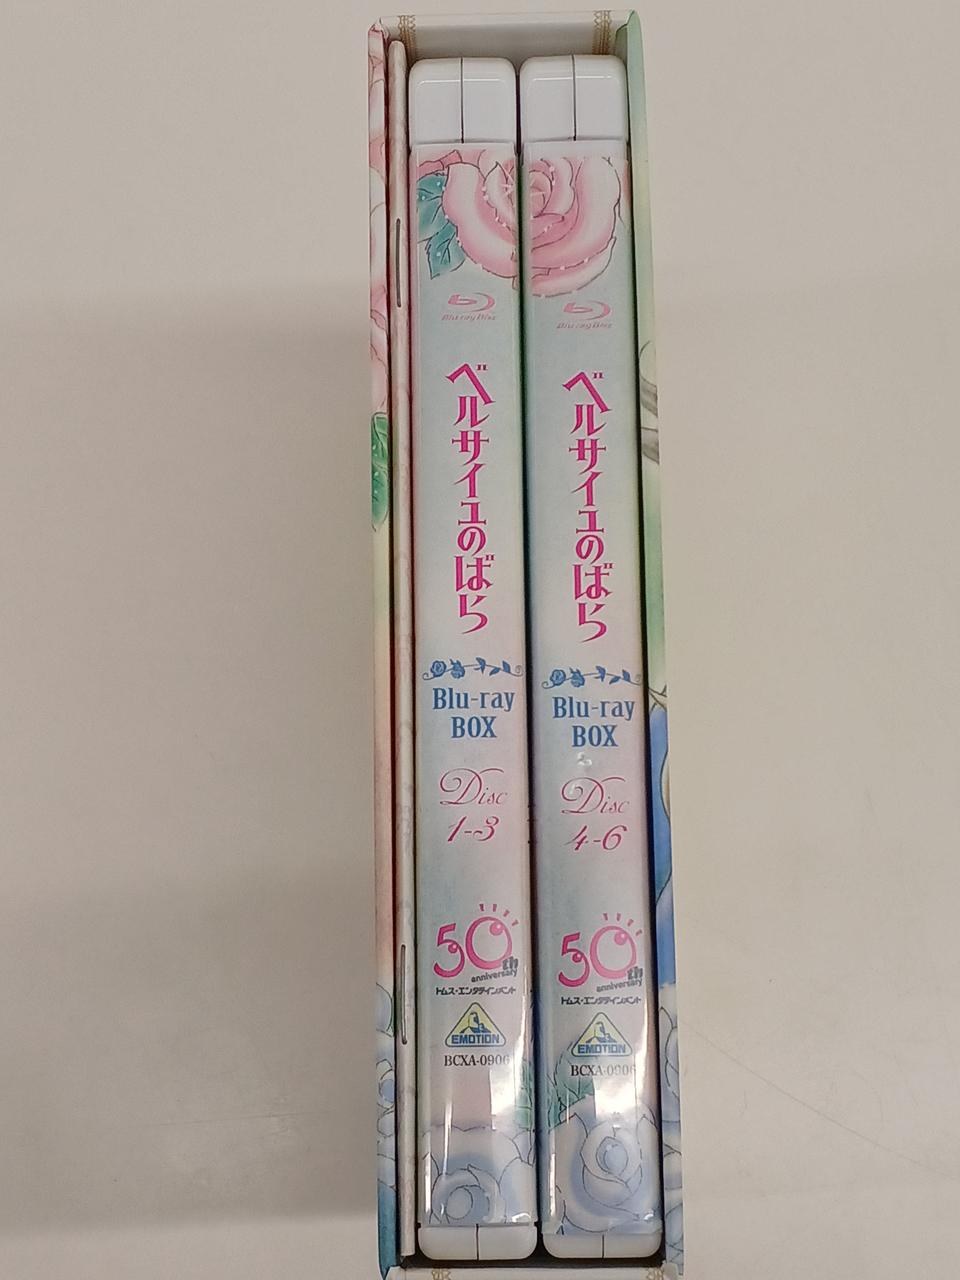 Blu-ray Disc
ベルサイユのばら
Blu-ray
BOX
Disc
1-3
50th
anniversary
トムス・エンタテインメント
EMOTION
BCXA-0906
Blu-ray Disc
ベルサイユのばら
Blu-ray
BOX
Disc
4-6
50th
anniversary
トムス・エンタテインメント
EMOTION
BCXA-0906